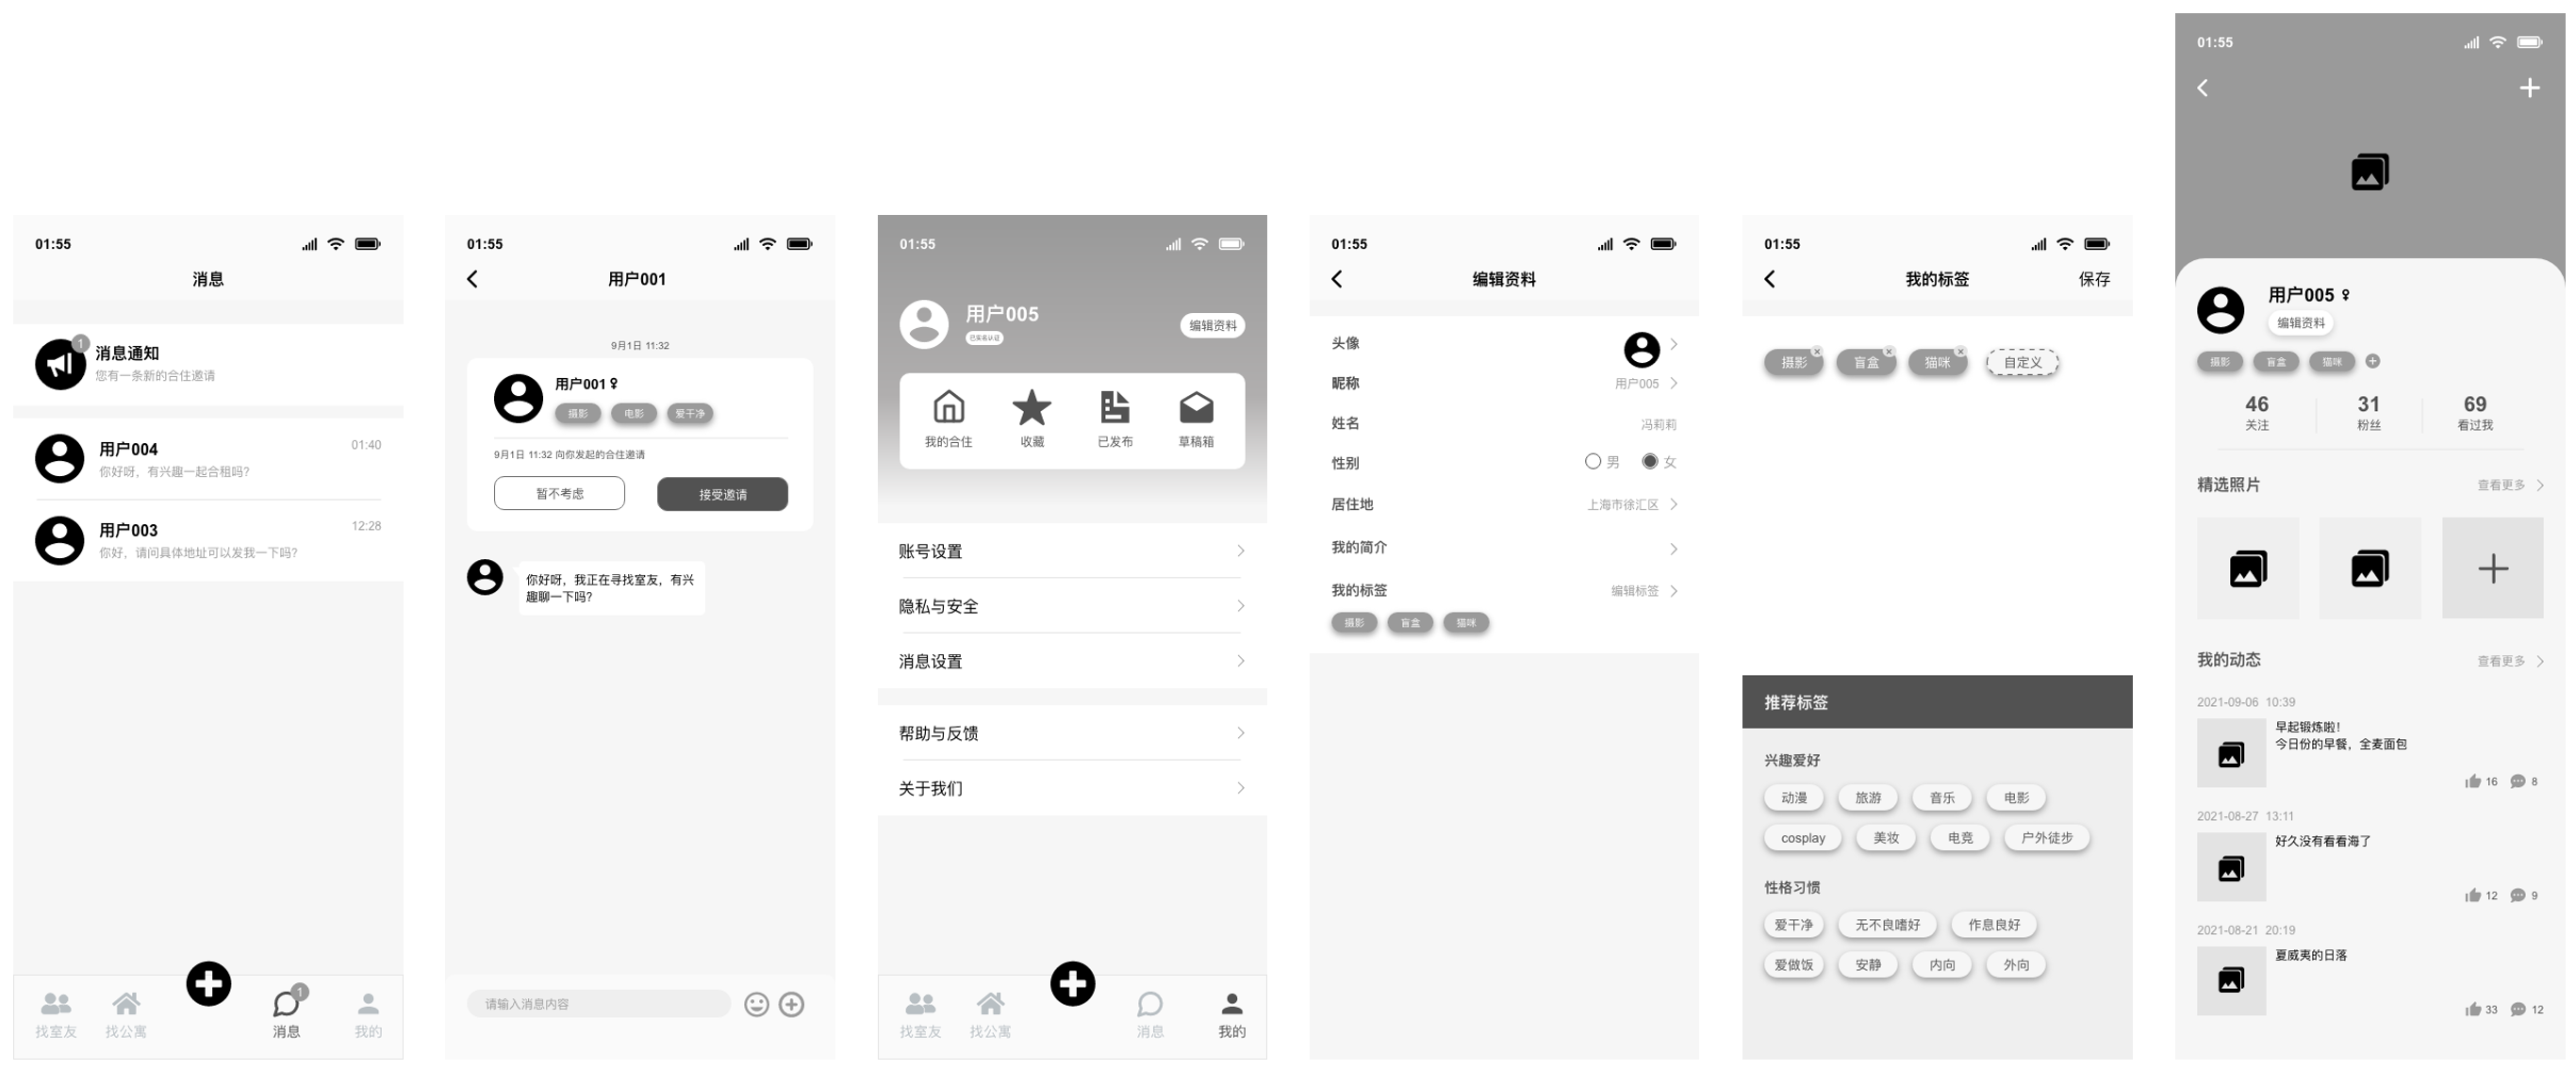 01:55
消息
1
消息通知
您有一条新的合住邀请
用户004
01:40
你好呀，有兴趣一起合租吗？
用户003
12:28
你好，请问具体地址可以发我一下吗？
找室友
找公寓
1
消息
我的
01:55
用户001
9月1日 11:32
用户001
摄影 电影 爱干净
9月1日 11:32 向你发起的合住邀请
暂不考虑
接受邀请
你好呀，我正在寻找室友，有兴
趣聊一下吗？
请输入消息内容
01:55
用户005
已实名认证
编辑资料
我的合住 收藏 已发布 草稿箱
账号设置
隐私与安全
消息设置
帮助与反馈
关于我们
找室友 找公寓 消息 我的
01:55
编辑资料
头像
昵称 用户005
姓名 冯莉莉
性别 男 女
居住地 上海市徐汇区
我的简介
我的标签 编辑标签
摄影 盲盒 猫咪
01:55
我的标签 保存
摄影 盲盒 猫咪 自定义
推荐标签
兴趣爱好
动漫 旅游 音乐 电影
cosplay 美妆 电竞 户外徒步
性格习惯
爱干净 无不良嗜好 作息良好
爱做饭 安静 内向 外向
01:55
用户005
编辑资料
摄影 盲盒 猫咪
46 31 69
关注 粉丝 看过我
精选照片 查看更多
我的动态 查看更多
2021-09-06 10:39
早起锻炼啦！
今日份的早餐，全麦面包
16 8
2021-08-27 13:11
好久没有看看海了
12 9
2021-08-21 20:19
夏威夷的日落
33 12